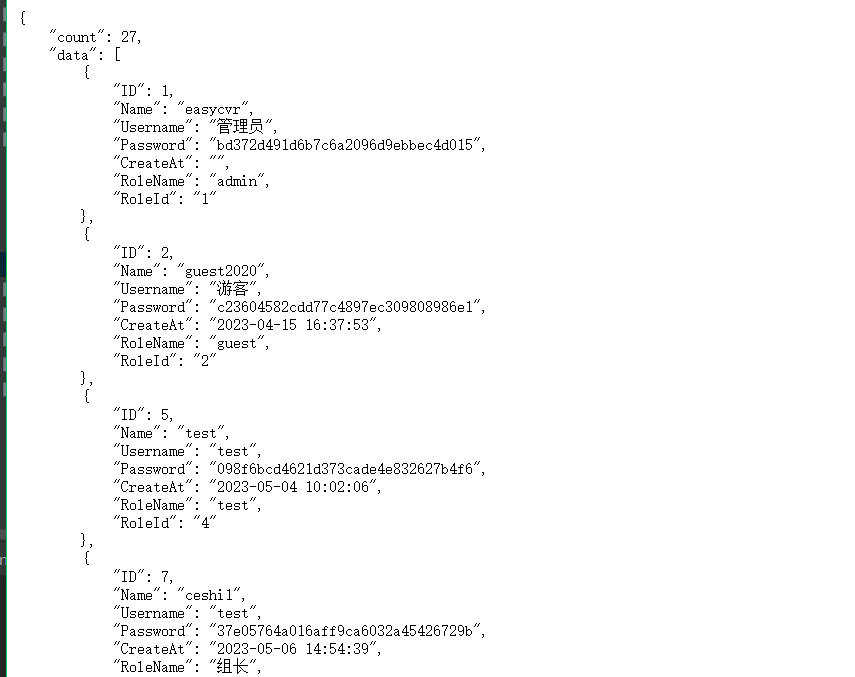 {
"count": 27,
"data": [
{
"ID": 1,
"Name": "easycvr",
"Username": "管理员",
"Password": "bd372d491d6b7c6a2096d9ebbec4d015",
"CreateAt": "",
"RoleName": "admin",
"RoleId": "1"
},
{
"ID": 2,
"Name": "guest2020",
"Username": "游客",
"Password": "c23604582cdd77c4897ec309808986e1",
"CreateAt": "2023-04-15 16:37:53",
"RoleName": "guest",
"RoleId": "2"
},
{
"ID": 5,
"Name": "test",
"Username": "test",
"Password": "098f6bcd4621d373cade4e832627b4f6",
"CreateAt": "2023-05-04 10:02:06",
"RoleName": "test",
"RoleId": "4"
},
{
"ID": 7,
"Name": "ceshi1",
"Username": "test",
"Password": "37e05764a016aff9ca6032a45426729b",
"CreateAt": "2023-05-06 14:54:39",
"RoleName": "组长",